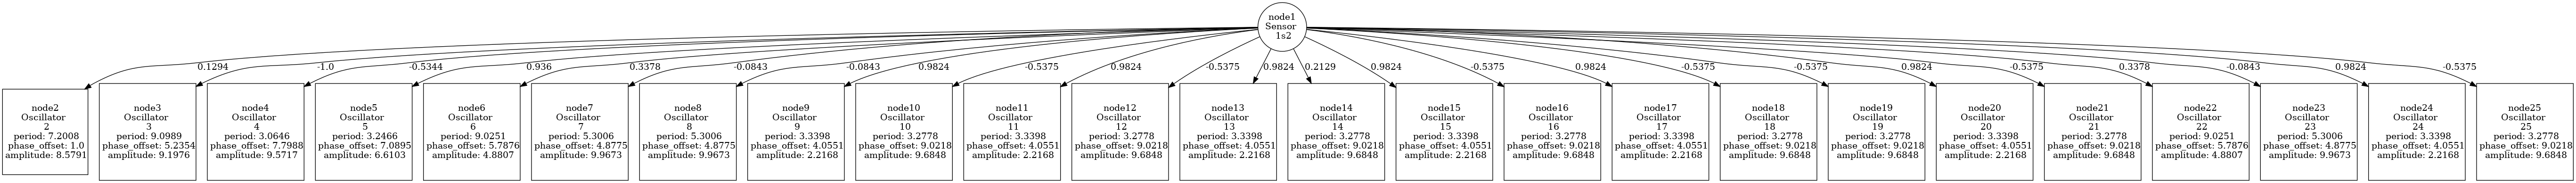 node1
Sensor
1s2
0.1294
-1.0
-0.5344
0.936
0.3378
-0.0843
-0.0843
0.9824
-0.5375
0.9824
-0.5375
0.9824
0.2129
0.9824
-0.5375
0.9824
-0.5375
-0.5375
0.9824
-0.5375
0.3378
-0.0843
0.9824
-0.5375
node2
Oscillator
2
period: 7.2008
phase_offset: 1.0
amplitude: 8.5791
node3
Oscillator
3
period: 9.0989
phase_offset: 5.2354
amplitude: 9.1976
node4
Oscillator
4
period: 3.0646
phase_offset: 7.7988
amplitude: 9.5717
node5
Oscillator
5
period: 3.2466
phase_offset: 7.0895
amplitude: 6.6103
node6
Oscillator
6
period: 9.0251
phase_offset: 5.7876
amplitude: 4.8807
node7
Oscillator
7
period: 5.3006
phase_offset: 4.8775
amplitude: 9.9673
node8
Oscillator
8
period: 5.3006
phase_offset: 4.8775
amplitude: 9.9673
node9
Oscillator
9
period: 3.3398
phase_offset: 4.0551
amplitude: 2.2168
node10
Oscillator
10
period: 3.2778
phase_offset: 9.0218
amplitude: 9.6848
node11
Oscillator
11
period: 3.3398
phase_offset: 4.0551
amplitude: 2.2168
node12
Oscillator
12
period: 3.2778
phase_offset: 9.0218
amplitude: 9.6848
node13
Oscillator
13
period: 3.3398
phase_offset: 4.0551
amplitude: 2.2168
node14
Oscillator
14
period: 3.2778
phase_offset: 9.0218
amplitude: 9.6848
node15
Oscillator
15
period: 3.3398
phase_offset: 4.0551
amplitude: 2.2168
node16
Oscillator
16
period: 3.2778
phase_offset: 9.0218
amplitude: 9.6848
node17
Oscillator
17
period: 3.3398
phase_offset: 4.0551
amplitude: 2.2168
node18
Oscillator
18
period: 3.2778
phase_offset: 9.0218
amplitude: 9.6848
node19
Oscillator
19
period: 3.2778
phase_offset: 9.0218
amplitude: 9.6848
node20
Oscillator
20
period: 3.3398
phase_offset: 4.0551
amplitude: 2.2168
node21
Oscillator
21
period: 3.2778
phase_offset: 9.0218
amplitude: 9.6848
node22
Oscillator
22
period: 9.0251
phase_offset: 5.7876
amplitude: 4.8807
node23
Oscillator
23
period: 5.3006
phase_offset: 4.8775
amplitude: 9.9673
node24
Oscillator
24
period: 3.3398
phase_offset: 4.0551
amplitude: 2.2168
node25
Oscillator
25
period: 3.2778
phase_offset: 9.0218
amplitude: 9.6848